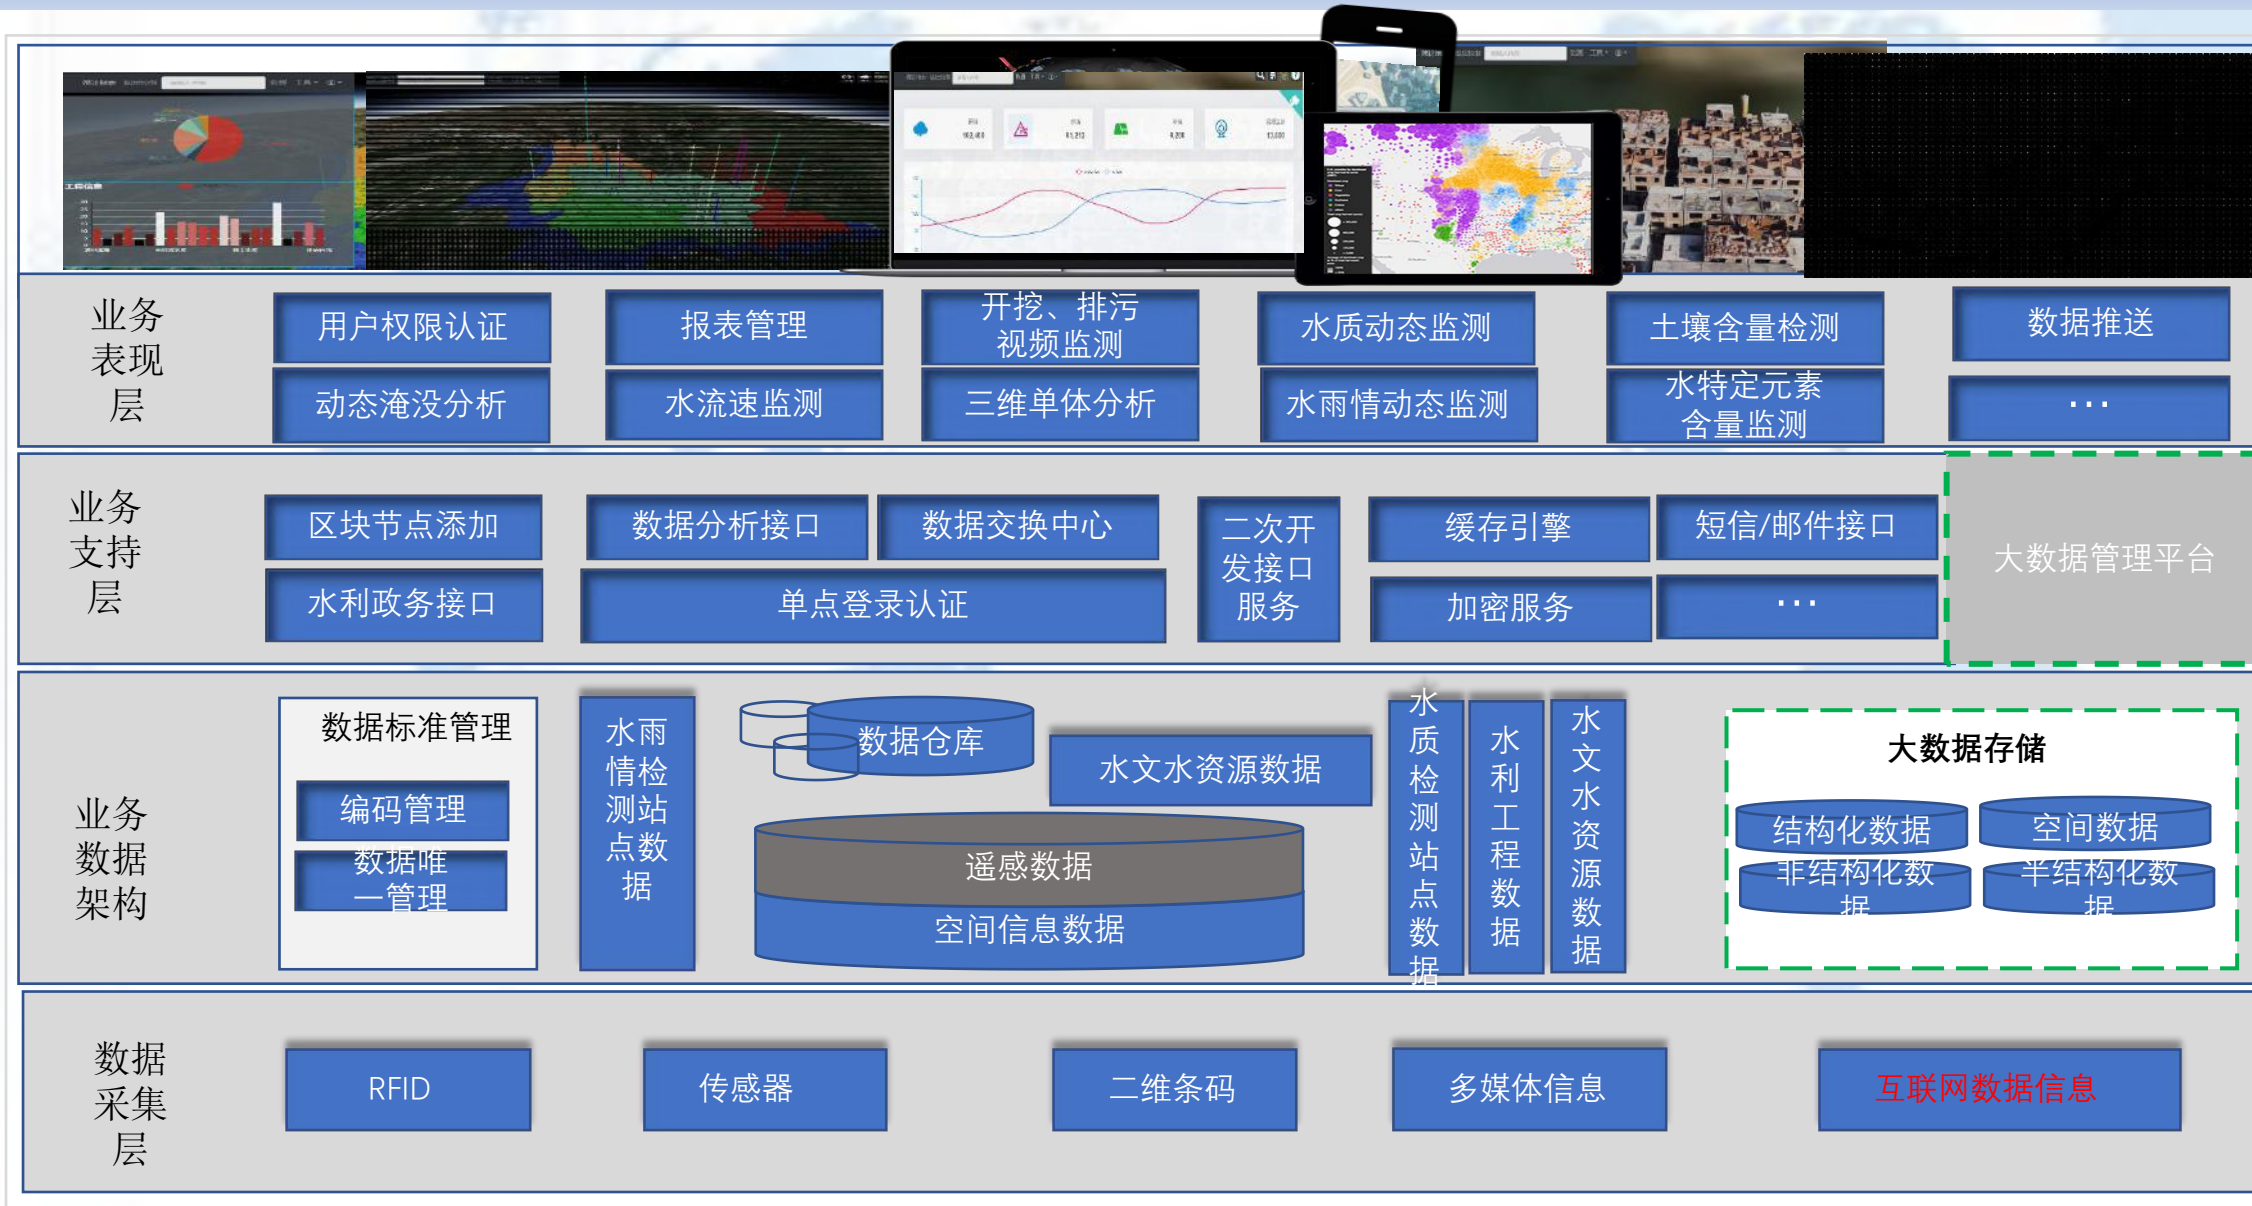 工程信息
业务
表现
层
用户权限认证
报表管理
开挖、排污
视频监测
水质动态监测
土壤含量检测
数据推送
动态淹没分析
水流速监测
三维单体分析
水雨情动态监测
水特定元素
含量监测
...
业务
支持
层
区块节点添加
数据分析接口
数据交换中心
二次开
发接口
服务
缓存引擎
短信/邮件接口
大数据管理平台
水利政务接口
单点登录认证
加密服务
...
业务
数据
架构
数据标准管理
编码管理
数据唯
一管理
水雨
情检
测站
点数
据
数据仓库
水文水资源数据
遥感数据
空间信息数据
水
质
检
测
站
点
数
据
水
利
工
程
数
据
水
文
水
资
源
数
据
大数据存储
结构化数据
空间数据
非结构化数
据
半结构化数
据
数据
采集
层
RFID
传感器
二维条码
多媒体信息
互联网数据信息